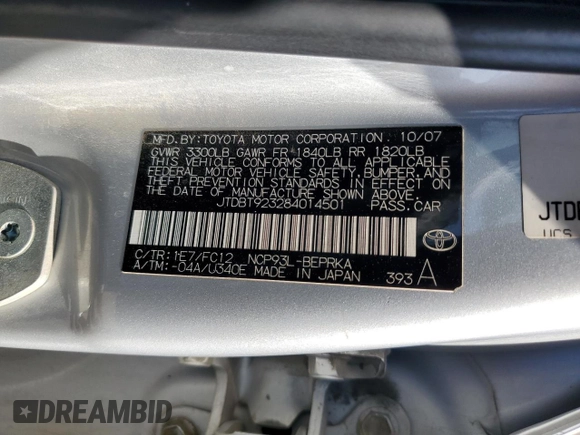 MFD.BY:TOYOTA MOTOR CORPORATION 10/07
GVWR 3300LB GAWR FR 1840LB RR 1820LB
THIS VEHICLE CONFORMS TO ALL APPLICABLE
FEDERAL MOTOR VEHICLE SAFETY,BUMPER,AND
THEFT PREVENTION STANDARDS IN EFFECT ON
THE DATE OF MANUFACTURE SHOWN ABOVE.
JTDBT923284014501 PASS.CAR
C/TR:1E7/FC12 NCP93L-BEPRKA
A/TM:-04A/U340E MADE IN JAPAN 393 A
TOYOTA
DREAMBID